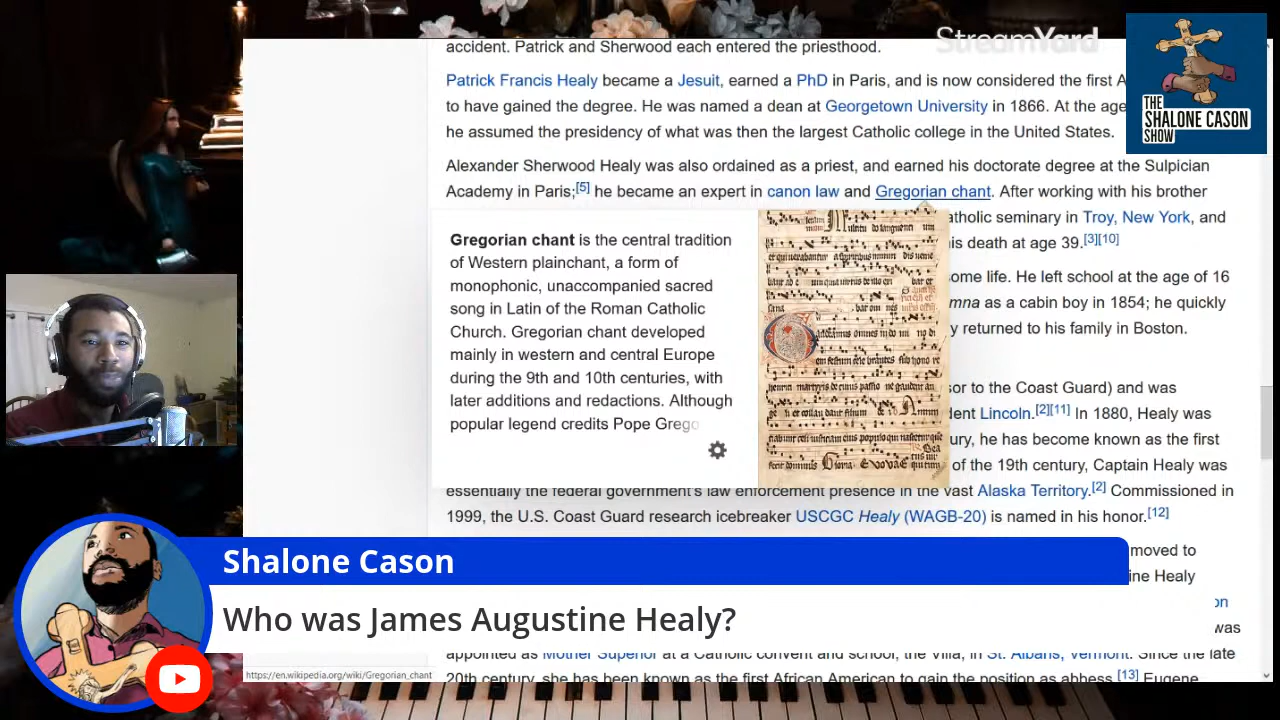 accident. Patrick and Sherwood each entered the priesthood.
StreamYard
Patrick Francis Healy became a Jesuit, earned a PhD in Paris, and is now considered the first A
to have gained the degree. He was named a dean at Georgetown University in 1866. At the age
he assumed the presidency of what was then the largest Catholic college in the United States.
THE
SHALONE CASON
SHOW
Alexander Sherwood Healy was also ordained as a priest, and earned his doctorate degree at the Sulpician
Academy in Paris;[5] he became an expert in canon law and Gregorian chant. After working with his brother
atholic seminary in Troy, New York, and
is death at age 39.[3][10]
Gregorian chant is the central tradition
of Western plainchant, a form of
monophonic, unaccompanied sacred
song in Latin of the Roman Catholic
Church. Gregorian chant developed
mainly in western and central Europe
during the 9th and 10th centuries, with
later additions and redactions. Although
popular legend credits Pope Grego
ome life. He left school at the age of 16
mna as a cabin boy in 1854; he quickly
y returned to his family in Boston.
sor to the Coast Guard) and was
dent Lincoln.[2][11] In 1880, Healy was
ury, he has become known as the first
of the 19th century, Captain Healy was
essentially the federal government's law enforcement presence in the vast Alaska Territory.[2] Commissioned in
1999, the U.S. Coast Guard research icebreaker USCGC Healy (WAGB-20) is named in his honor.[12]
moved to
ine Healy
on
was
Shalone Cason
Who was James Augustine Healy?
appointed as Mother Superior at a Catholic convent and school, the Villa, in St. Albans, Vermont. Since the late
20th century, she has been known as the first African American to gain the position as abbess.[13] Eugene
https://en.wikipedia.org/wiki/Gregorian_chant